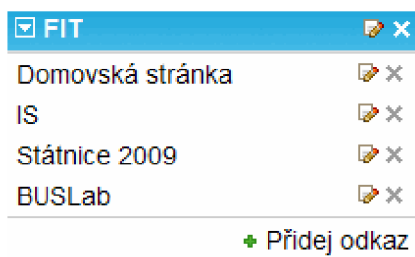 FIT
Domovská stránka
IS
Státnice 2009
BUSLab
Přidej odkaz